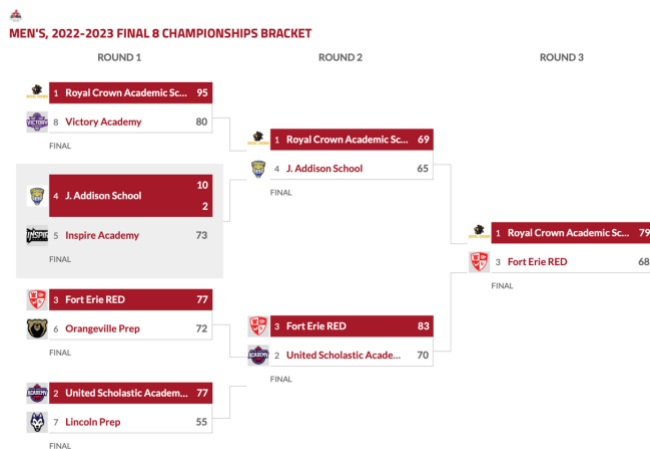 MEN'S, 2022-2023 FINAL 8 CHAMPIONSHIPS BRACKET
ROUND 1
ROUND 2
ROUND 3
1 Royal Crown Academic Sc... 95
8 Victory Academy 80
FINAL
4 J. Addison School 10
2
5 Inspire Academy 73
FINAL
3 Fort Erie RED 77
6 Orangeville Prep 72
FINAL
2 United Scholastic Academ... 77
7 Lincoln Prep 55
FINAL
1 Royal Crown Academic Sc... 69
4 J. Addison School 65
FINAL
3 Fort Erie RED 83
2 United Scholastic Acade... 70
FINAL
1 Royal Crown Academic Sc... 79
3 Fort Erie RED 68
FINAL